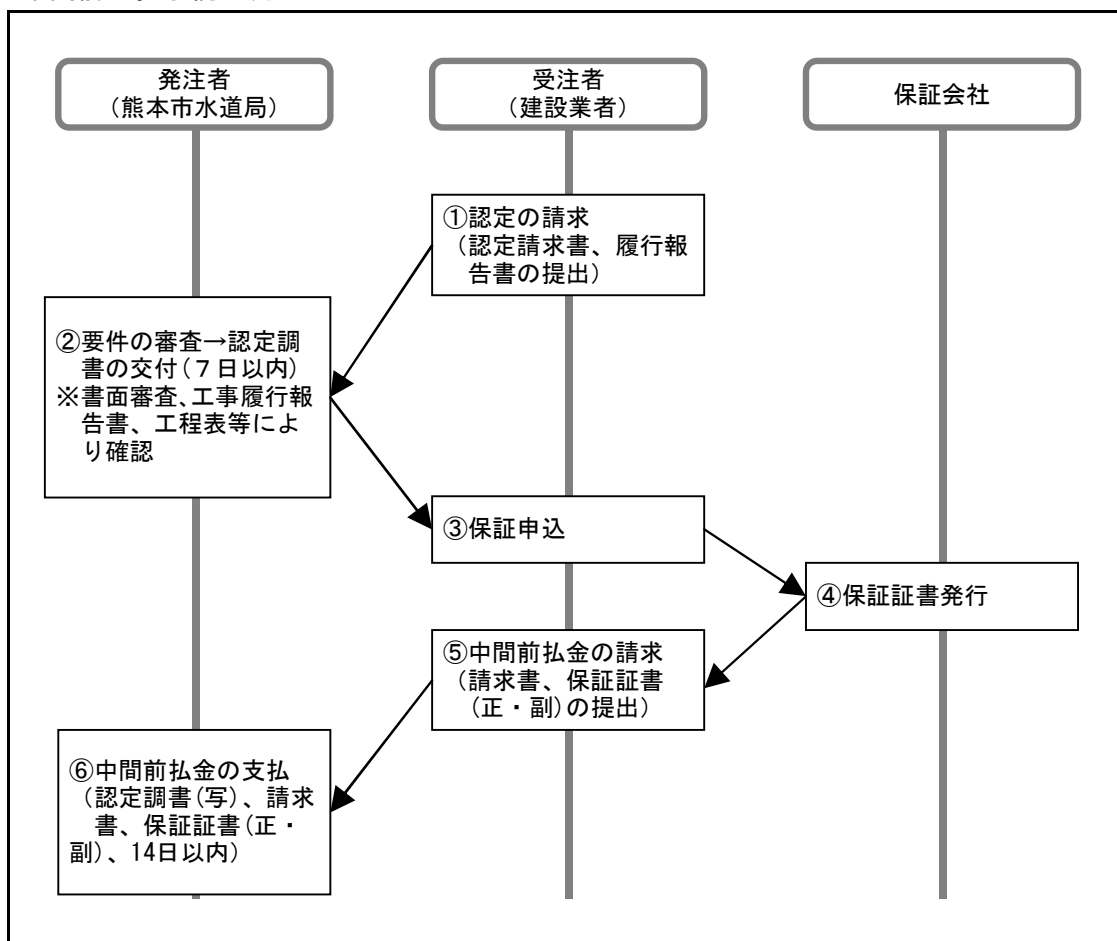 発注者
（熊本市水道局）
受注者
（建設業者）
保証会社
①認定の請求
（認定請求書、履行報
告書の提出）
②要件の審査→認定調
書の交付（７日以内）
※書面審査、工事履行報
告書、工程表等によ
り確認
③保証申込
④保証証書発行
⑤中間前払金の請求
（請求書、保証証書
（正・副）の提出）
⑥中間前払金の支払
（認定調書（写）、請求
書、保証証書（正・
副）、14日以内）